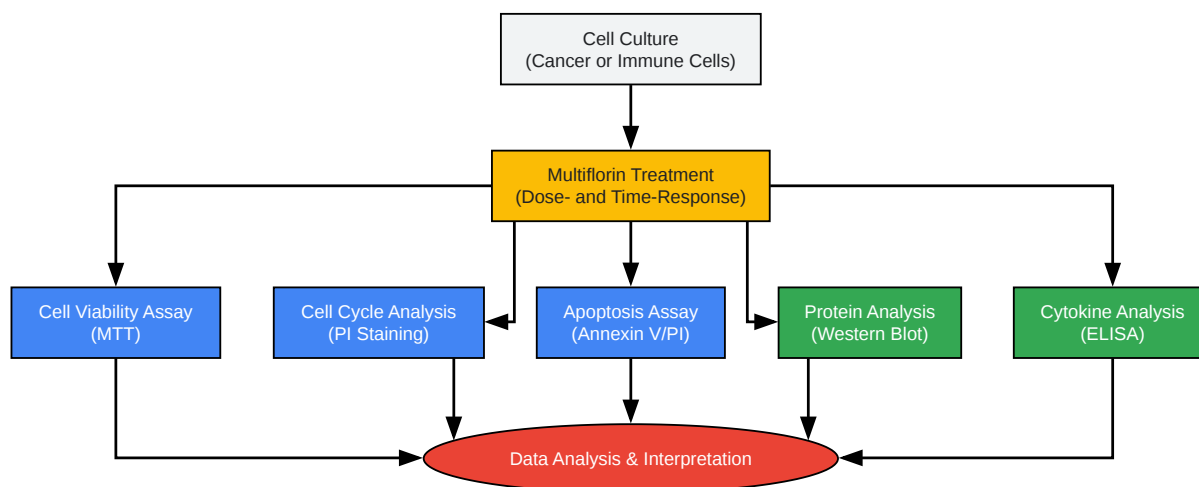 Cell Culture
(Cancer or Immune Cells)
Multiflorin Treatment
(Dose- and Time-Response)
Cell Viability Assay
(MTT)
Cell Cycle Analysis
(PI Staining)
Apoptosis Assay
(Annexin V/PI)
Protein Analysis
(Western Blot)
Cytokine Analysis
(ELISA)
Data Analysis & Interpretation